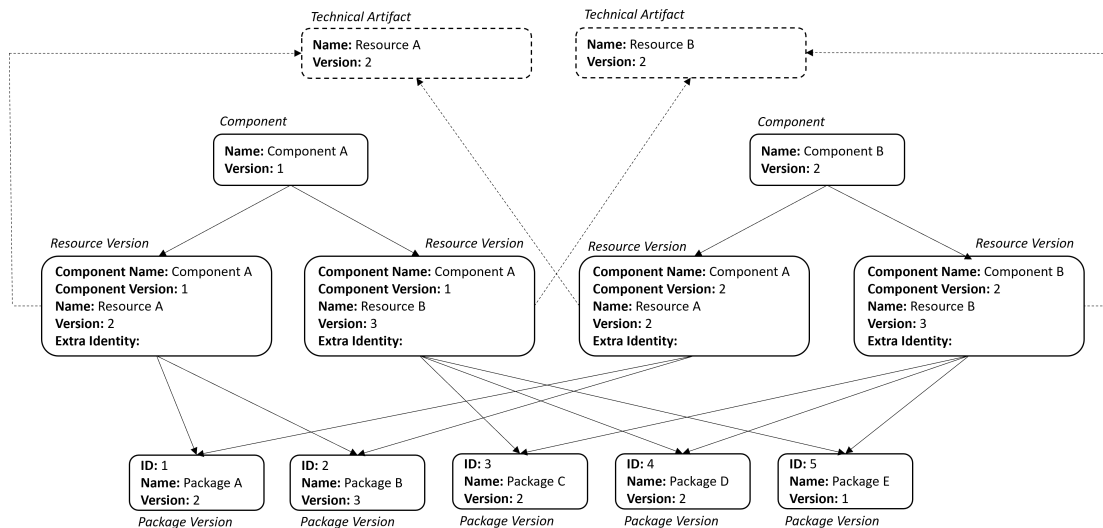 Technical Artifact
Name: Resource A
Version: 2
Technical Artifact
Name: Resource B
Version: 2
Component
Name: Component A
Version: 1
Component
Name: Component B
Version: 2
Resource Version
Component Name: Component A
Component Version: 1
Name: Resource A
Version: 2
Extra Identity:
Resource Version
Component Name: Component A
Component Version: 1
Name: Resource B
Version: 3
Extra Identity:
Resource Version
Component Name: Component A
Component Version: 2
Name: Resource A
Version: 2
Extra Identity:
Resource Version
Component Name: Component B
Component Version: 2
Name: Resource B
Version: 3
Extra Identity:
ID: 1
Name: Package A
Version: 2
Package Version
ID: 2
Name: Package B
Version: 3
Package Version
ID: 3
Name: Package C
Version: 2
Package Version
ID: 4
Name: Package D
Version: 2
Package Version
ID: 5
Name: Package E
Version: 1
Package Version